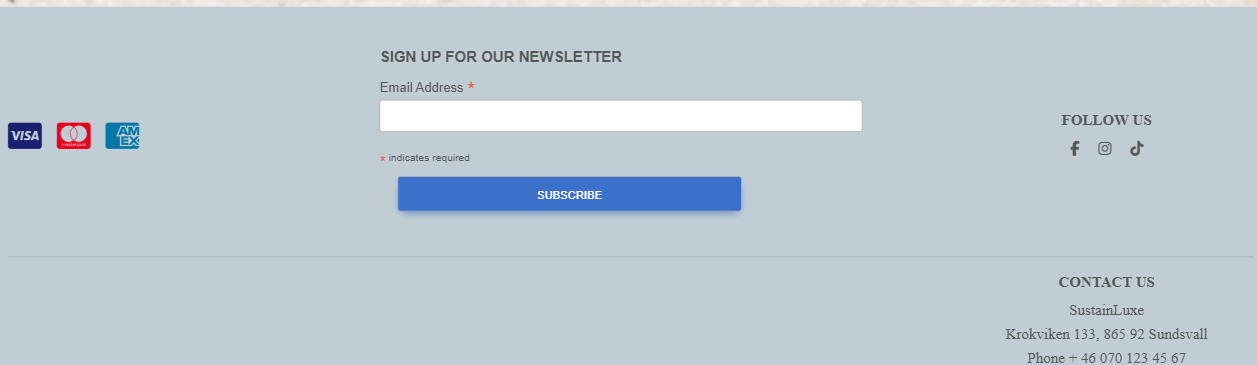 SIGN UP FOR OUR NEWSLETTER
Email Address *
VISA
mastercard
AM
EX
FOLLOW US
* indicates required
SUBSCRIBE
CONTACT US
SustainLuxe
Krokviken 133, 865 92 Sundsvall
Phone + 46 070 123 45 67